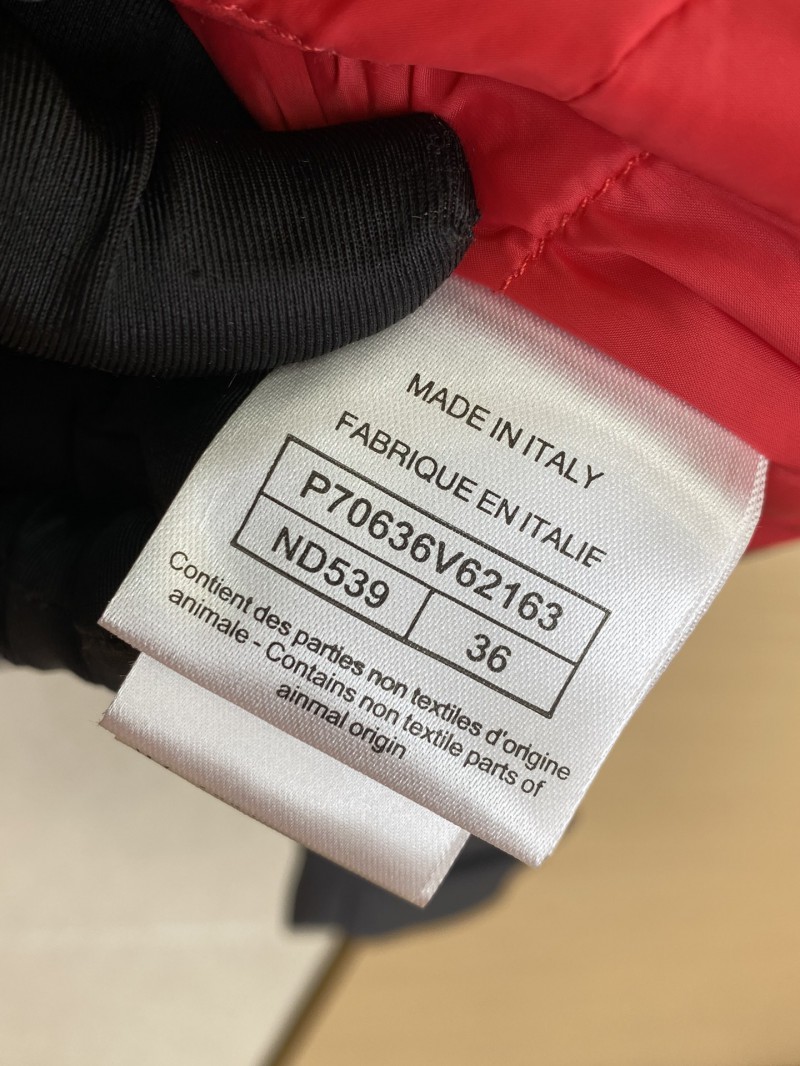 MADE IN ITALY
FABRIQUE EN ITALIE
P70636V62163
ND539 36
Contient des parties non textiles d'origine
animale - Contains non textile parts of
ainmal origin